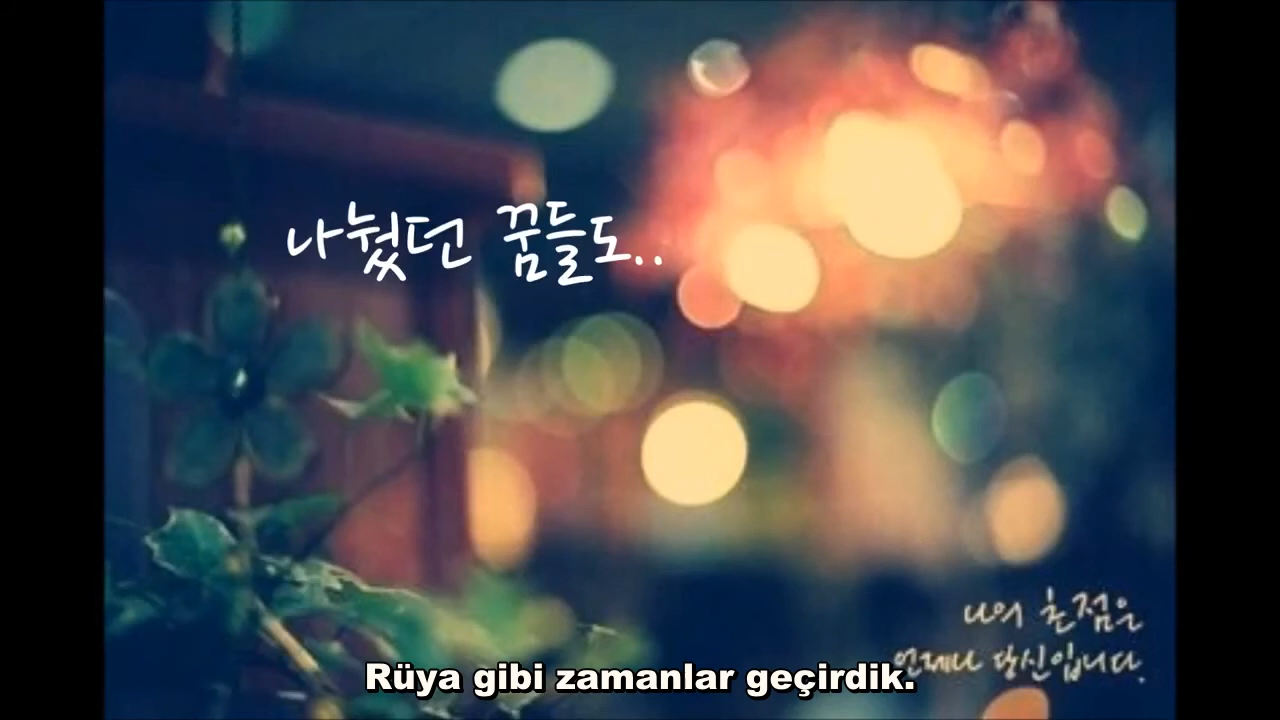 나눴던 꿈들도..
나의 촛점은
언제나 당신입니다.
Rüya gibi zamanlar geçirdik.